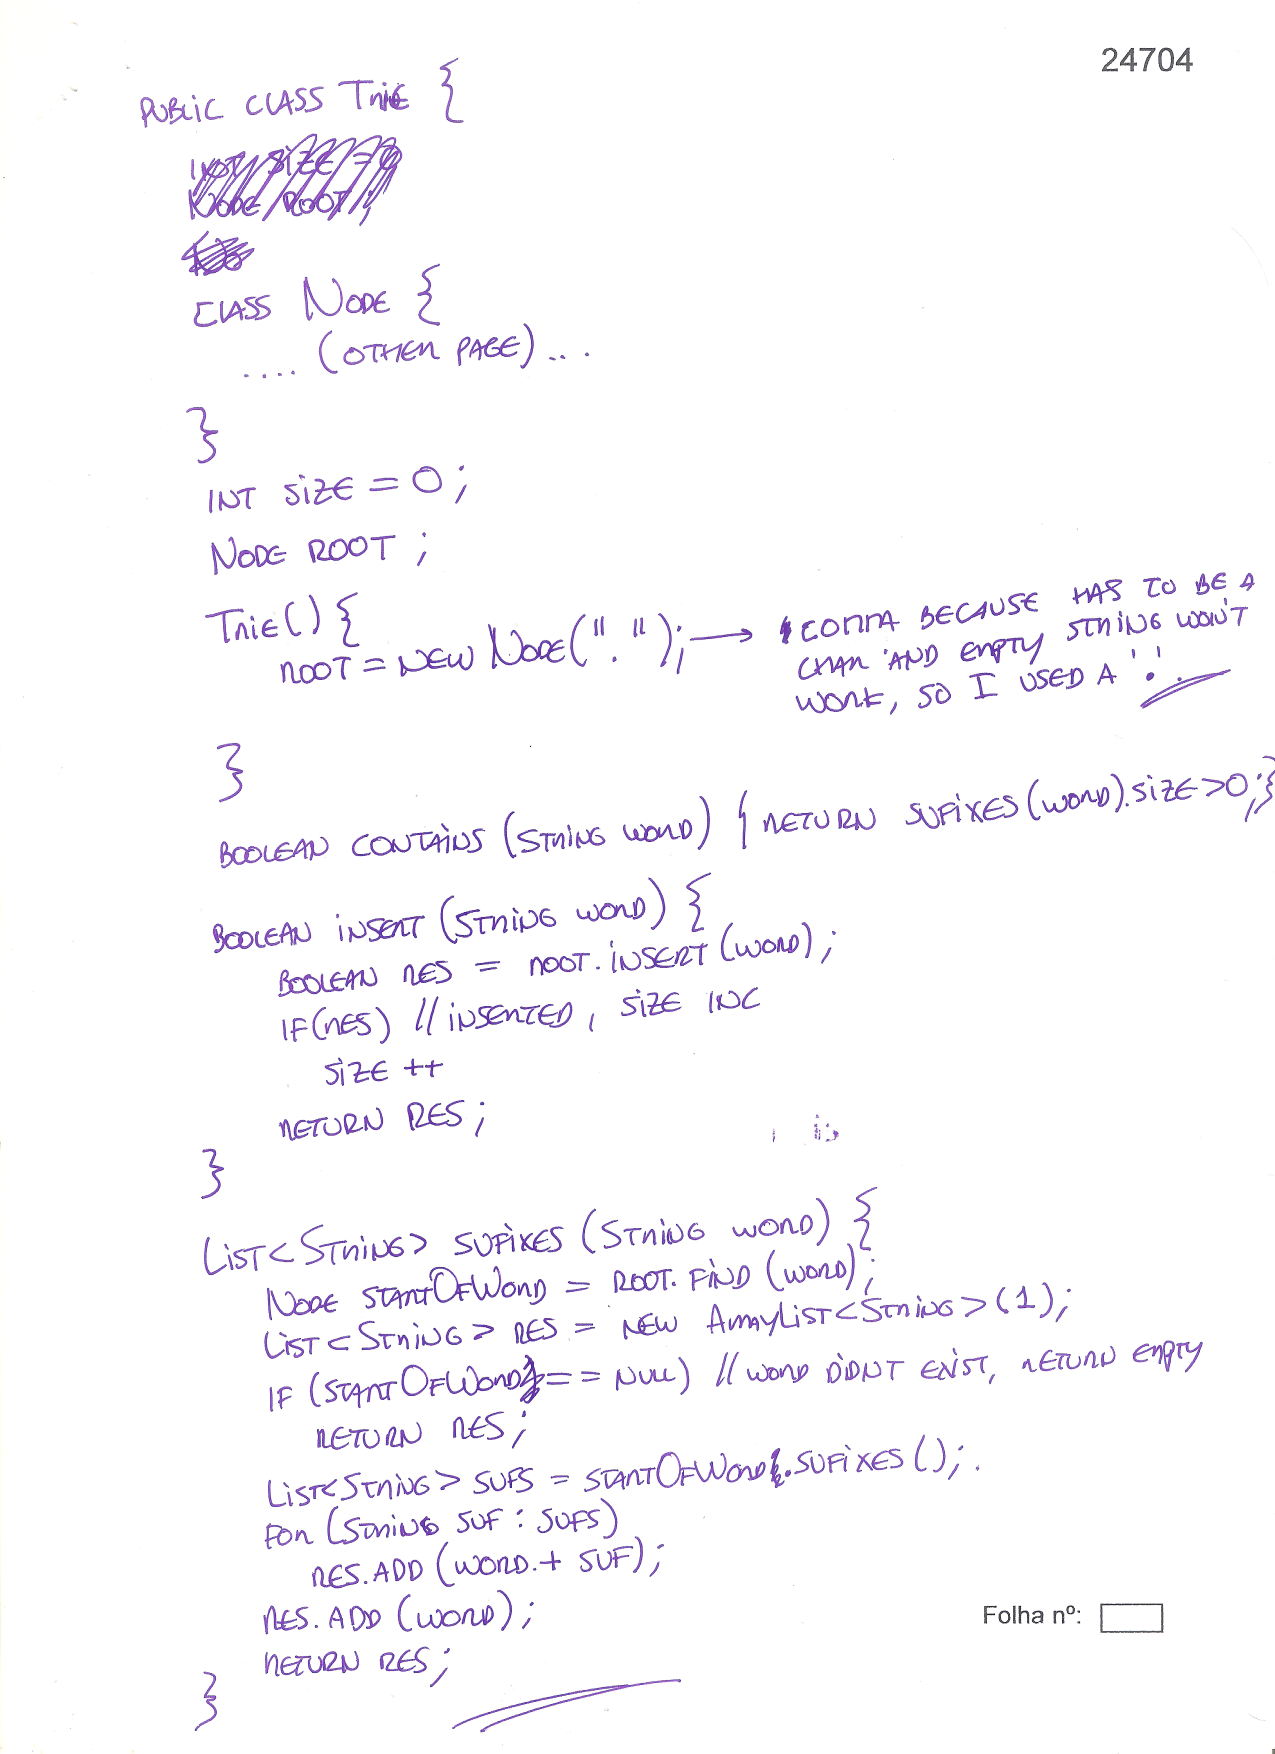 24704
PUBLIC CLASS Trie {
INT SIZE = 0
NODE ROOT;
CLASS NODE {
.... (OTHER PAGE) ...
}
INT SIZE = 0;
NODE ROOT;
Trie() {
ROOT = NEW NODE(".");→ COMMA BECAUSE HAS TO BE A
CHAR AND EMPTY STRING WON'T
WORK, SO I USED A '.'
}
BOOLEAN CONTAINS (STRING WORD) { RETURN SUFIXES(WORD).SIZE>0;}
BOOLEAN INSERT (STRING WORD) {
BOOLEAN RES = ROOT.INSERT(WORD);
IF(RES) // INSERTED, SIZE INC
SIZE ++
RETURN RES;
}
LIST<STRING> SUFIXES (STRING WORD) {
NODE STARTOFWORD = ROOT.FIND (WORD);
LIST<STRING> RES = NEW ARRAYLIST<STRING>(1);
IF (STARTOFWORD == NULL) // WORD DIDNT EXIST, RETURN EMPTY
RETURN RES;
LIST<STRING> SUFS = STARTOFWORD.SUFIXES();.
FOR (STRING SUF : SUFS)
RES.ADD (WORD.+ SUF);
RES.ADD (WORD);
RETURN RES;
}
Folha nº: